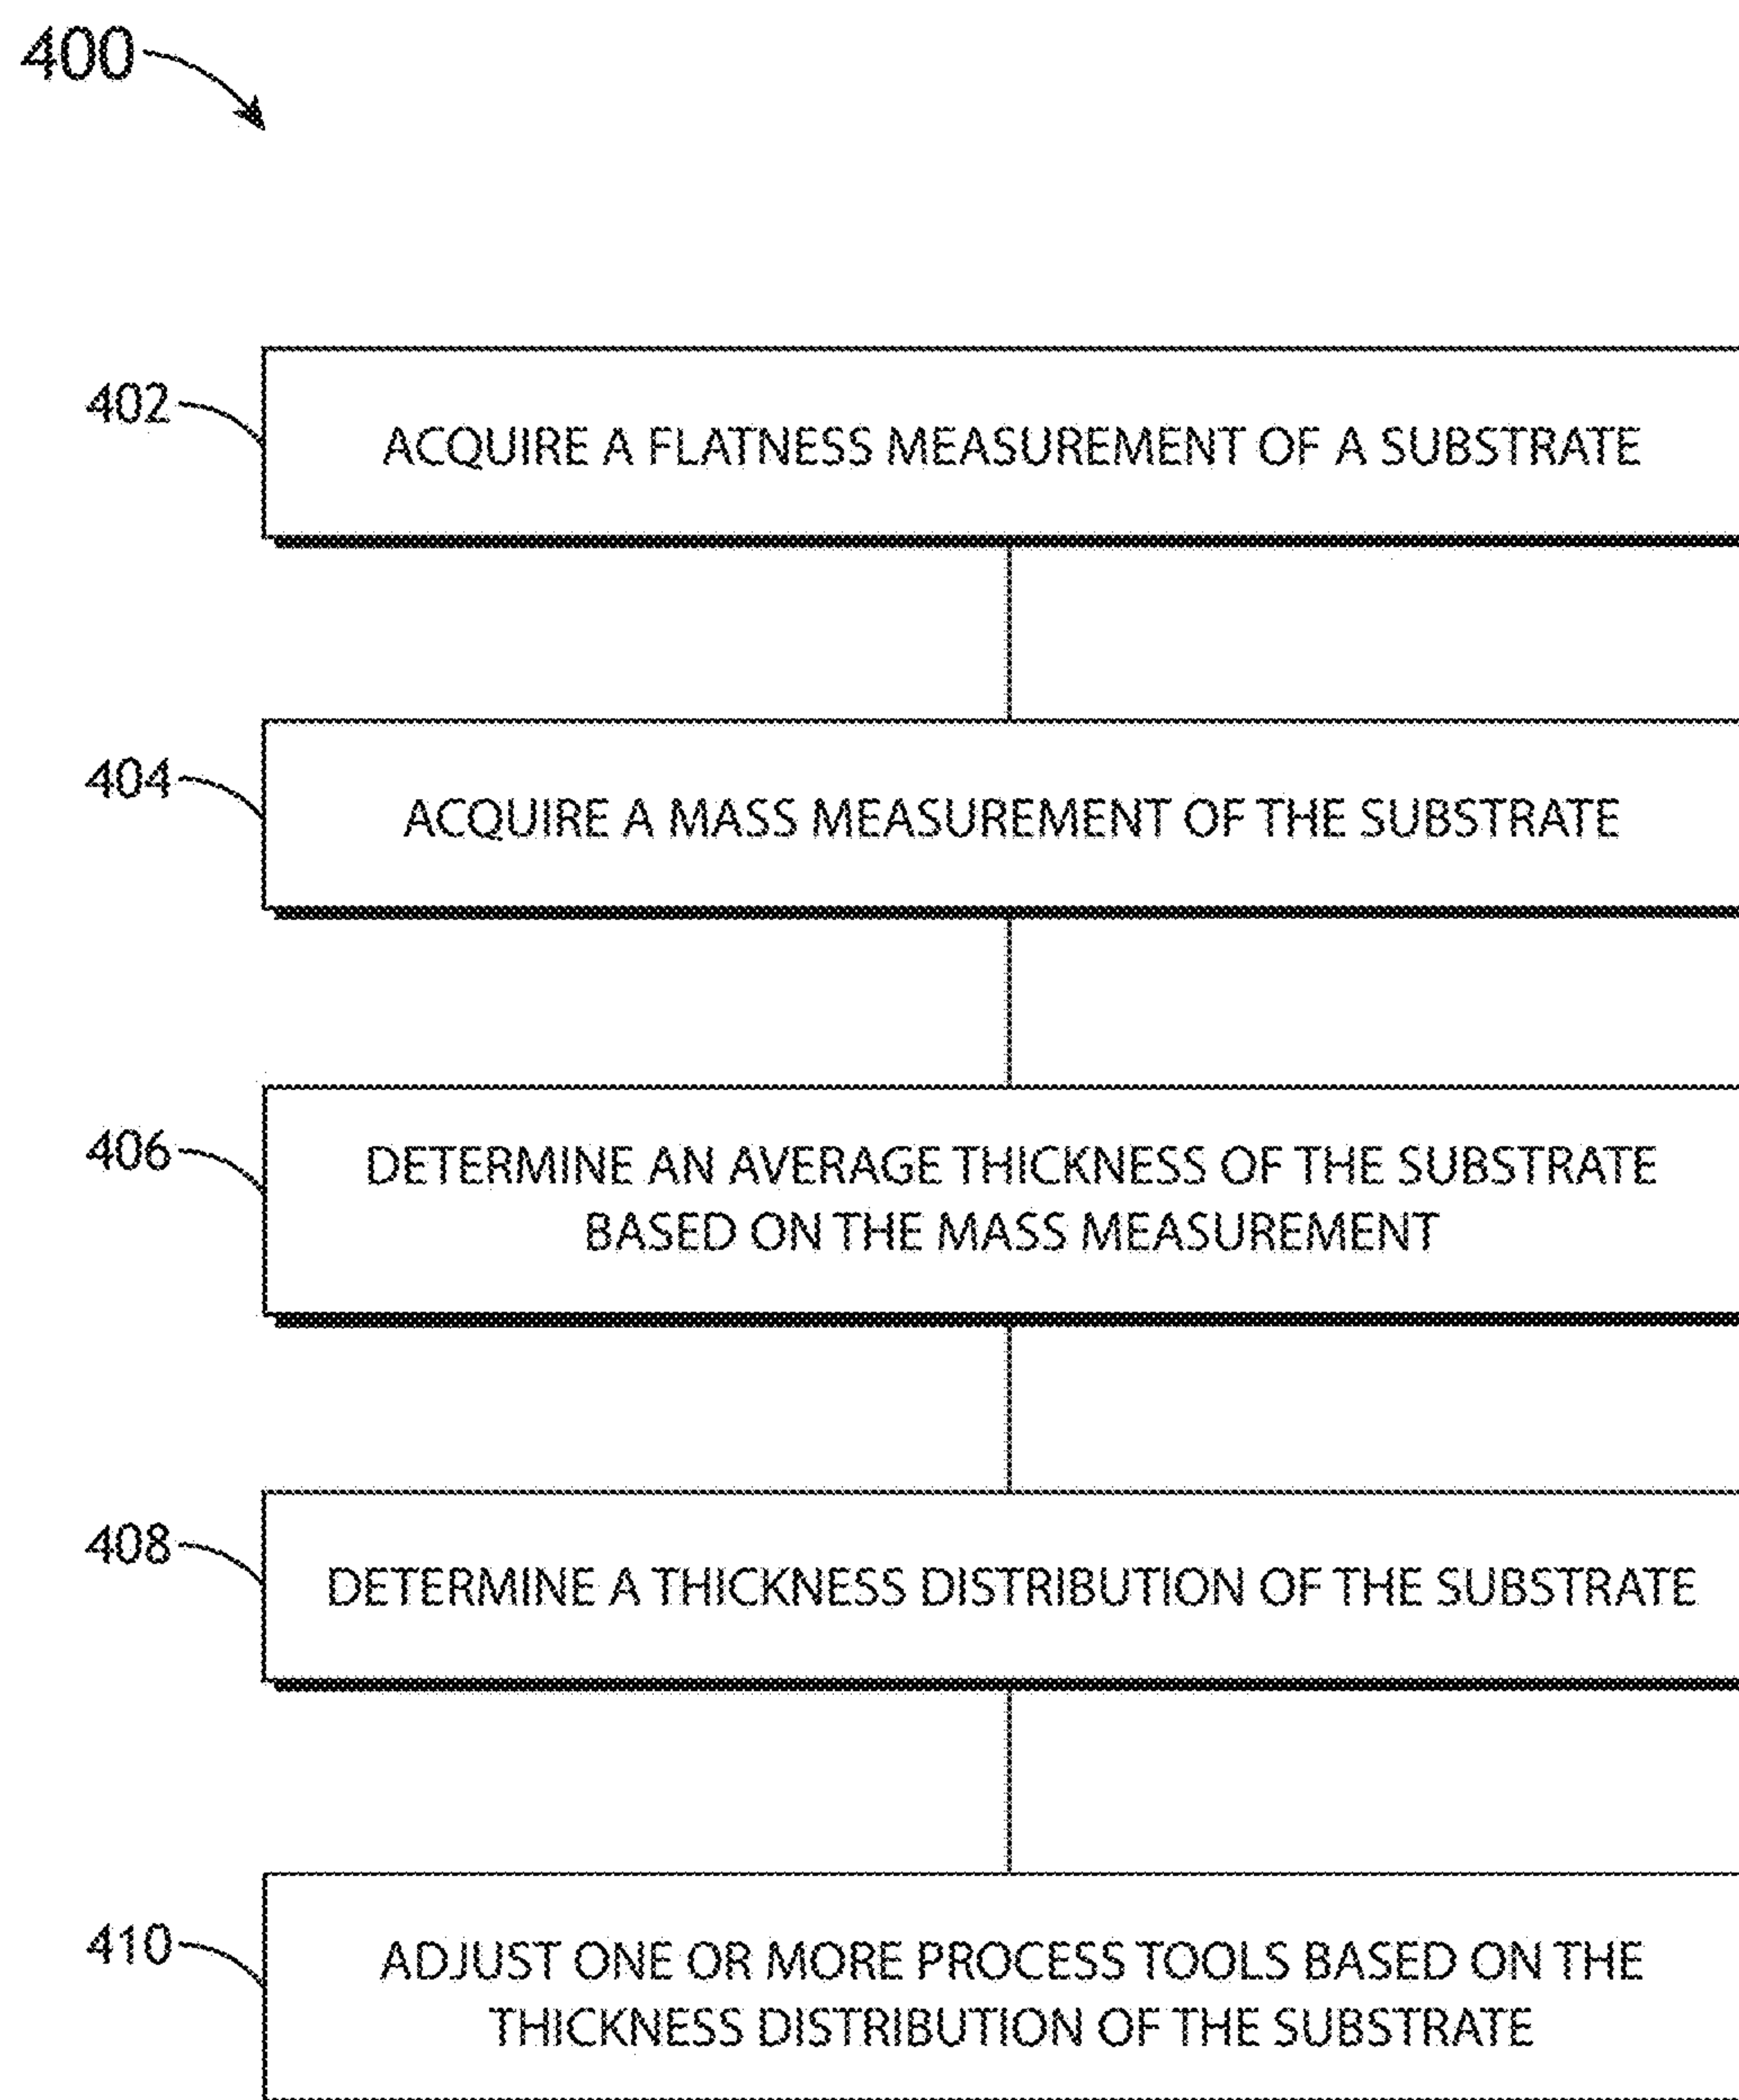 400
402
ACQUIRE A FLATNESS MEASUREMENT OF A SUBSTRATE
404
ACQUIRE A MASS MEASUREMENT OF THE SUBSTRATE
406
DETERMINE AN AVERAGE THICKNESS OF THE SUBSTRATE
BASED ON THE MASS MEASUREMENT
408
DETERMINE A THICKNESS DISTRIBUTION OF THE SUBSTRATE
410
ADJUST ONE OR MORE PROCESS TOOLS BASED ON THE
THICKNESS DISTRIBUTION OF THE SUBSTRATE